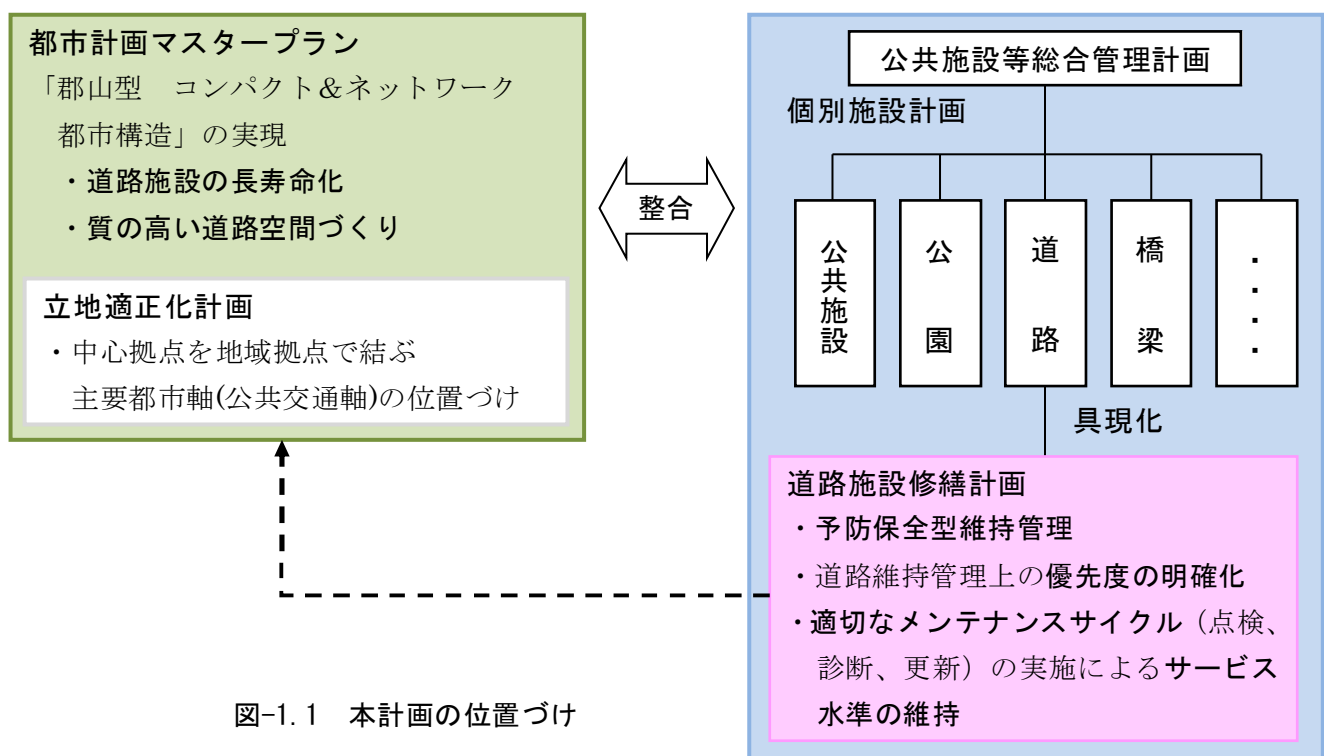 都市計画マスタープラン
「郡山型　コンパクト＆ネットワーク
都市構造」の実現
・道路施設の長寿命化
・質の高い道路空間づくり
立地適正化計画
・中心拠点を地域拠点で結ぶ
主要都市軸(公共交通軸)の位置づけ
整合
公共施設等総合管理計画
個別施設計画
公共施設
公園
道路
橋梁
・・・・
具現化
道路施設修繕計画
・予防保全型維持管理
・道路維持管理上の優先度の明確化
・適切なメンテナンスサイクル（点検、
診断、更新）の実施によるサービス
水準の維持
図-1.1　本計画の位置づけ